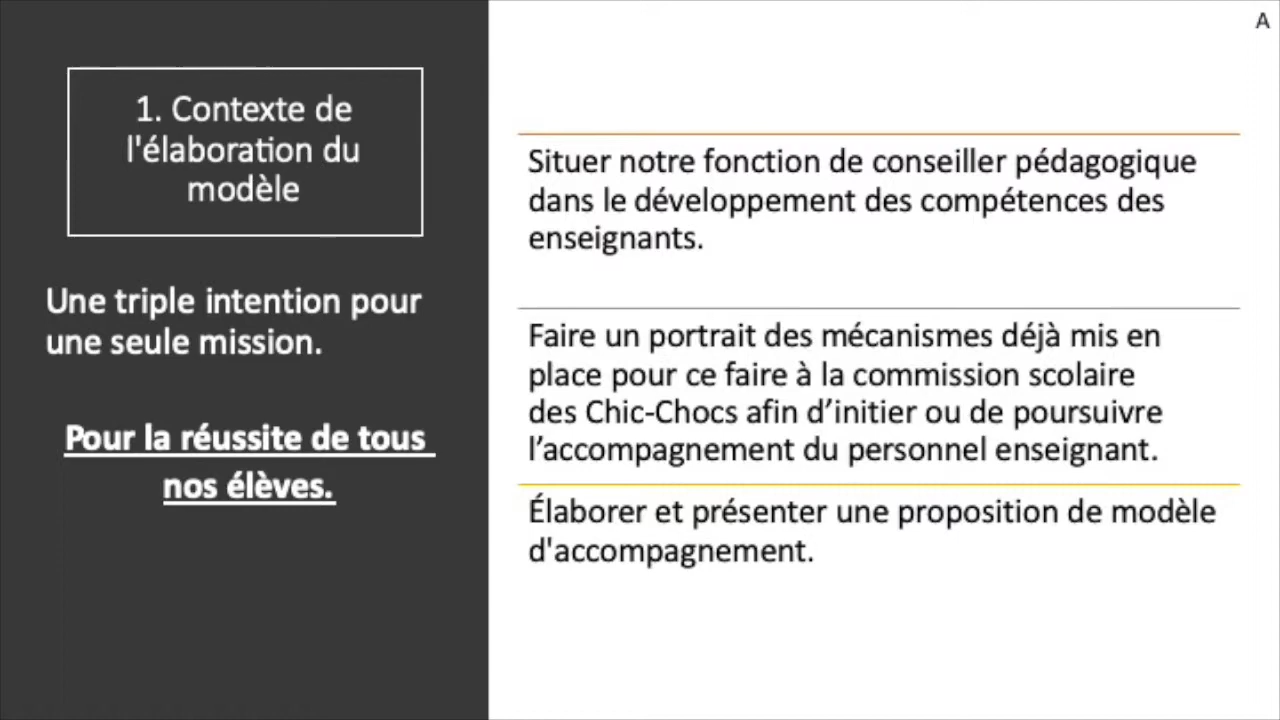 A
1. Contexte de
l'élaboration du
modèle
Une triple intention pour
une seule mission.
Pour la réussite de tous
nos élèves.
Situer notre fonction de conseiller pédagogique
dans le développement des compétences des
enseignants.
Faire un portrait des mécanismes déjà mis en
place pour ce faire à la commission scolaire
des Chic-Chocs afin d’initier ou de poursuivre
l’accompagnement du personnel enseignant.
Élaborer et présenter une proposition de modèle
d'accompagnement.